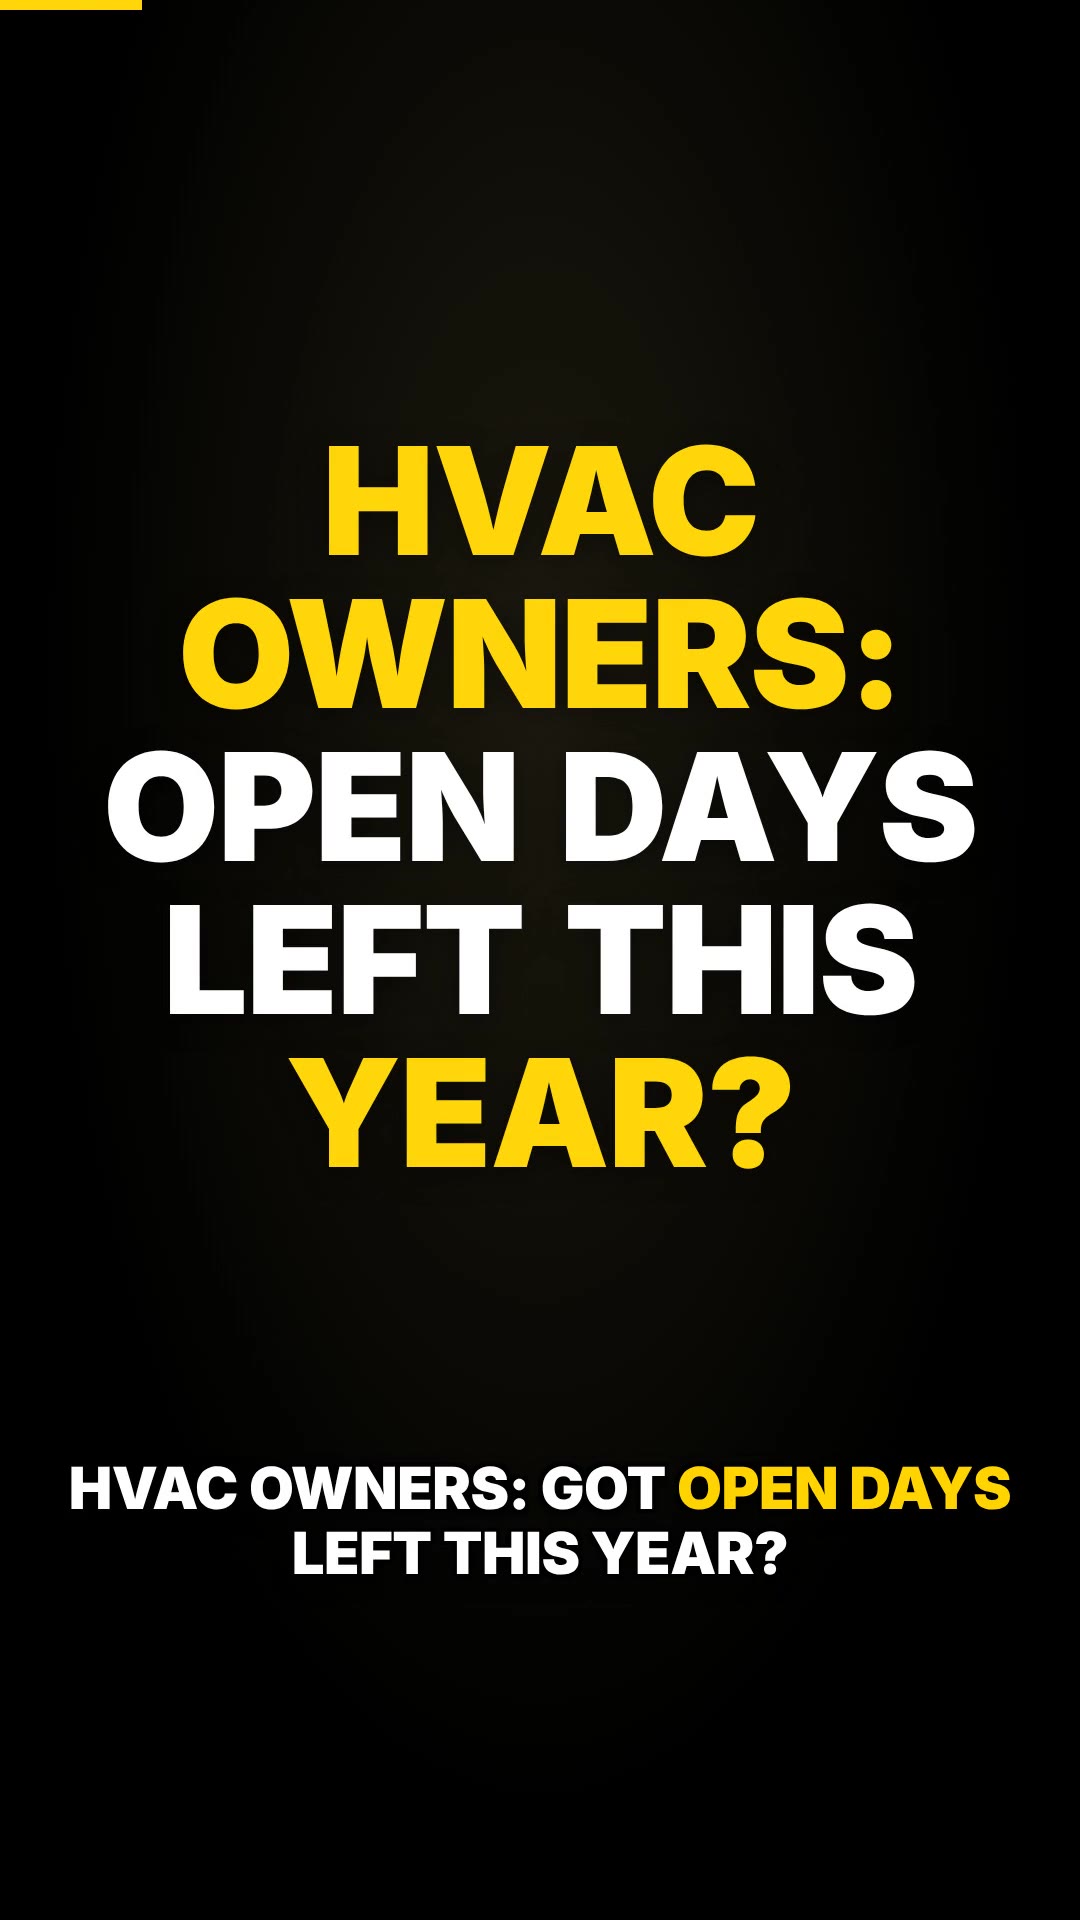 HVAC
OWNERS:
OPEN DAYS
LEFT THIS
YEAR?
HVAC OWNERS: GOT OPEN DAYS
LEFT THIS YEAR?